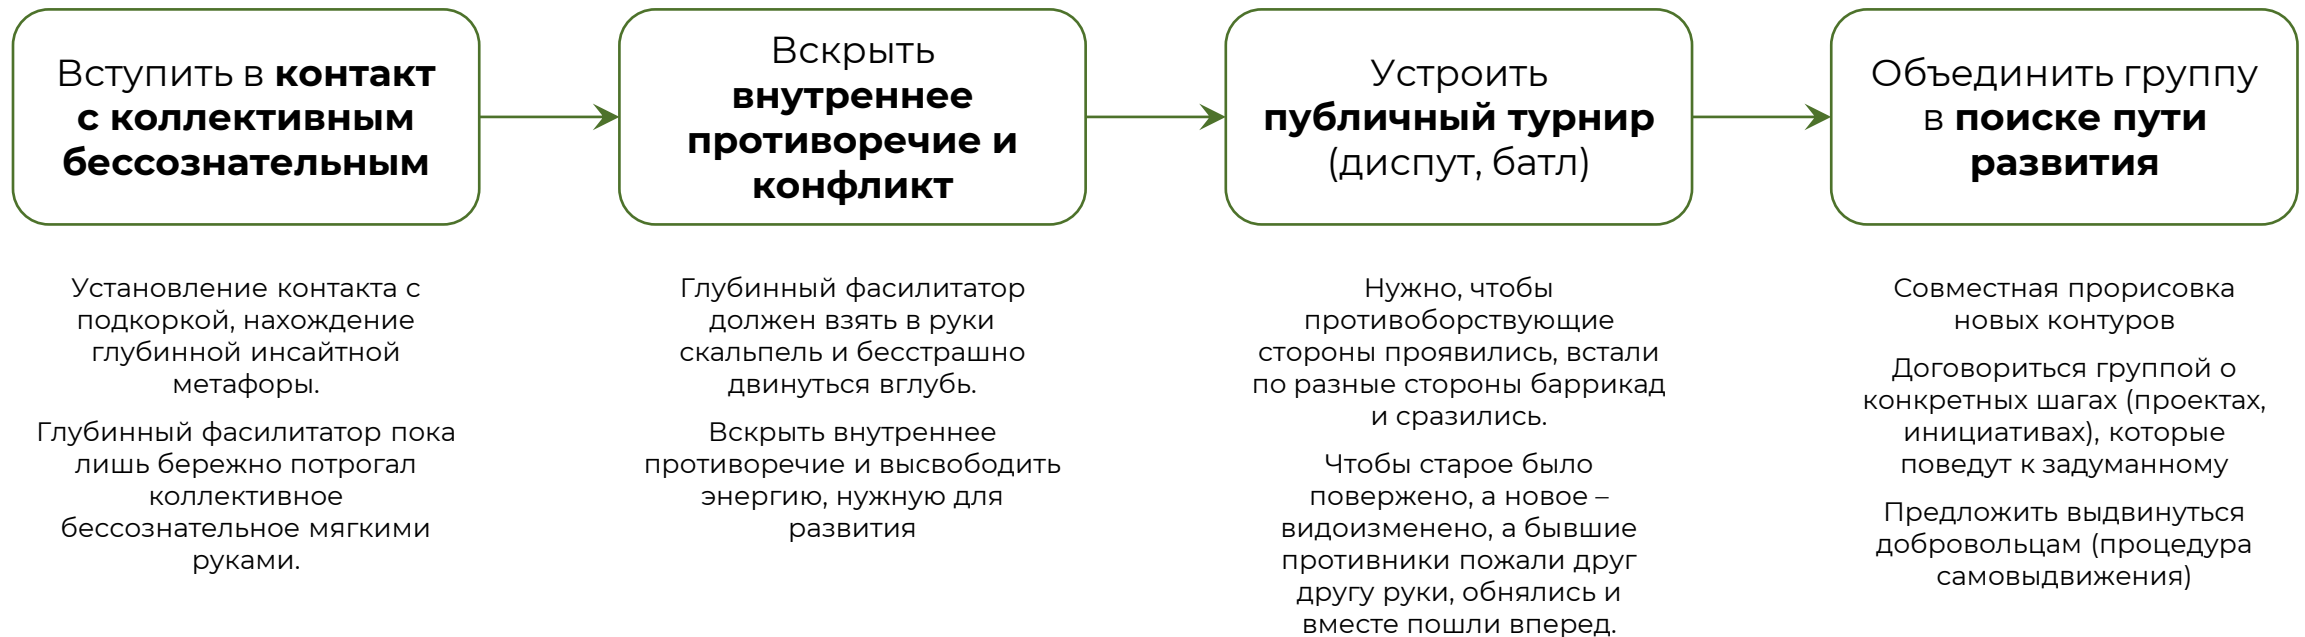 Вступить в контакт
с коллективным
бессознательным
Вскрыть
внутреннее
противоречие и
конфликт
Устроить
публичный турнир
(диспут, батл)
Объединить группу
в поиске пути
развития
Установление контакта с
подкоркой, нахождение
глубинной инсайтной
метафоры.
Глубинный фасилитатор пока
лишь бережно потрогал
коллективное
бессознательное мягкими
руками.
Глубинный фасилитатор
должен взять в руки
скальпель и бесстрашно
двинуться вглубь.
Вскрыть внутреннее
противоречие и высвободить
энергию, нужную для
развития
Нужно, чтобы
противоборствующие
стороны проявились, встали
по разные стороны баррикад
и сразились.
Чтобы старое было
повержено, а новое –
видоизменено, а бывшие
противники пожали друг
другу руки, обнялись и
вместе пошли вперед.
Совместная прорисовка
новых контуров
Договориться группой о
конкретных шагах (проектах,
инициативах), которые
поведут к задуманному
Предложить выдвинуться
добровольцам (процедура
самовыдвижения)